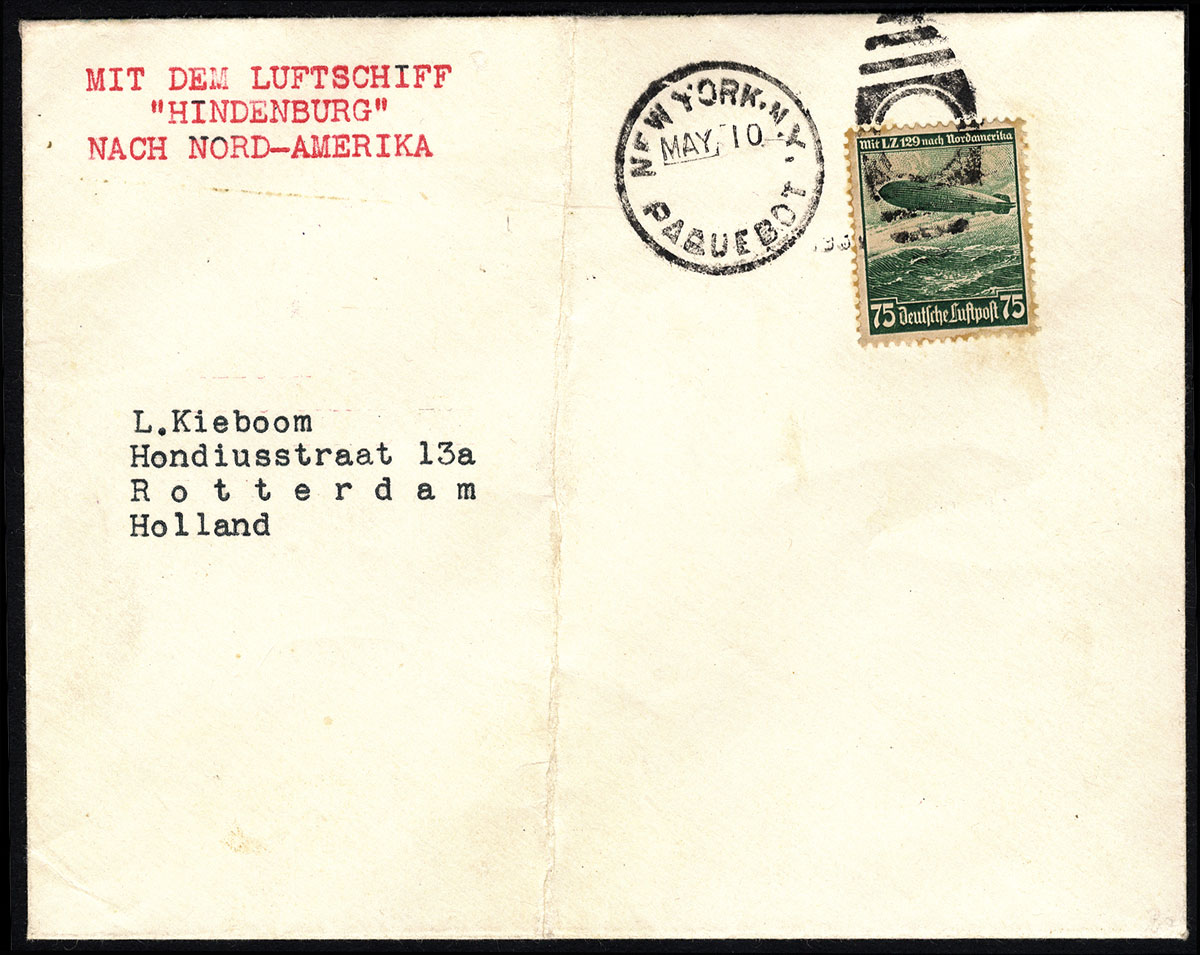 MIT DEM LUFTSCHIFF
"HINDENBURG"
NACH NORD-AMERIKA
NEW YORK. N.Y.
MAY, 10
PAQUEBOT
Mit LZ 129 nach Nordamerika
75 Deutsche Luftpost 75
L.Kieboom
Hondiusstraat 13a
Rotterdam
Holland